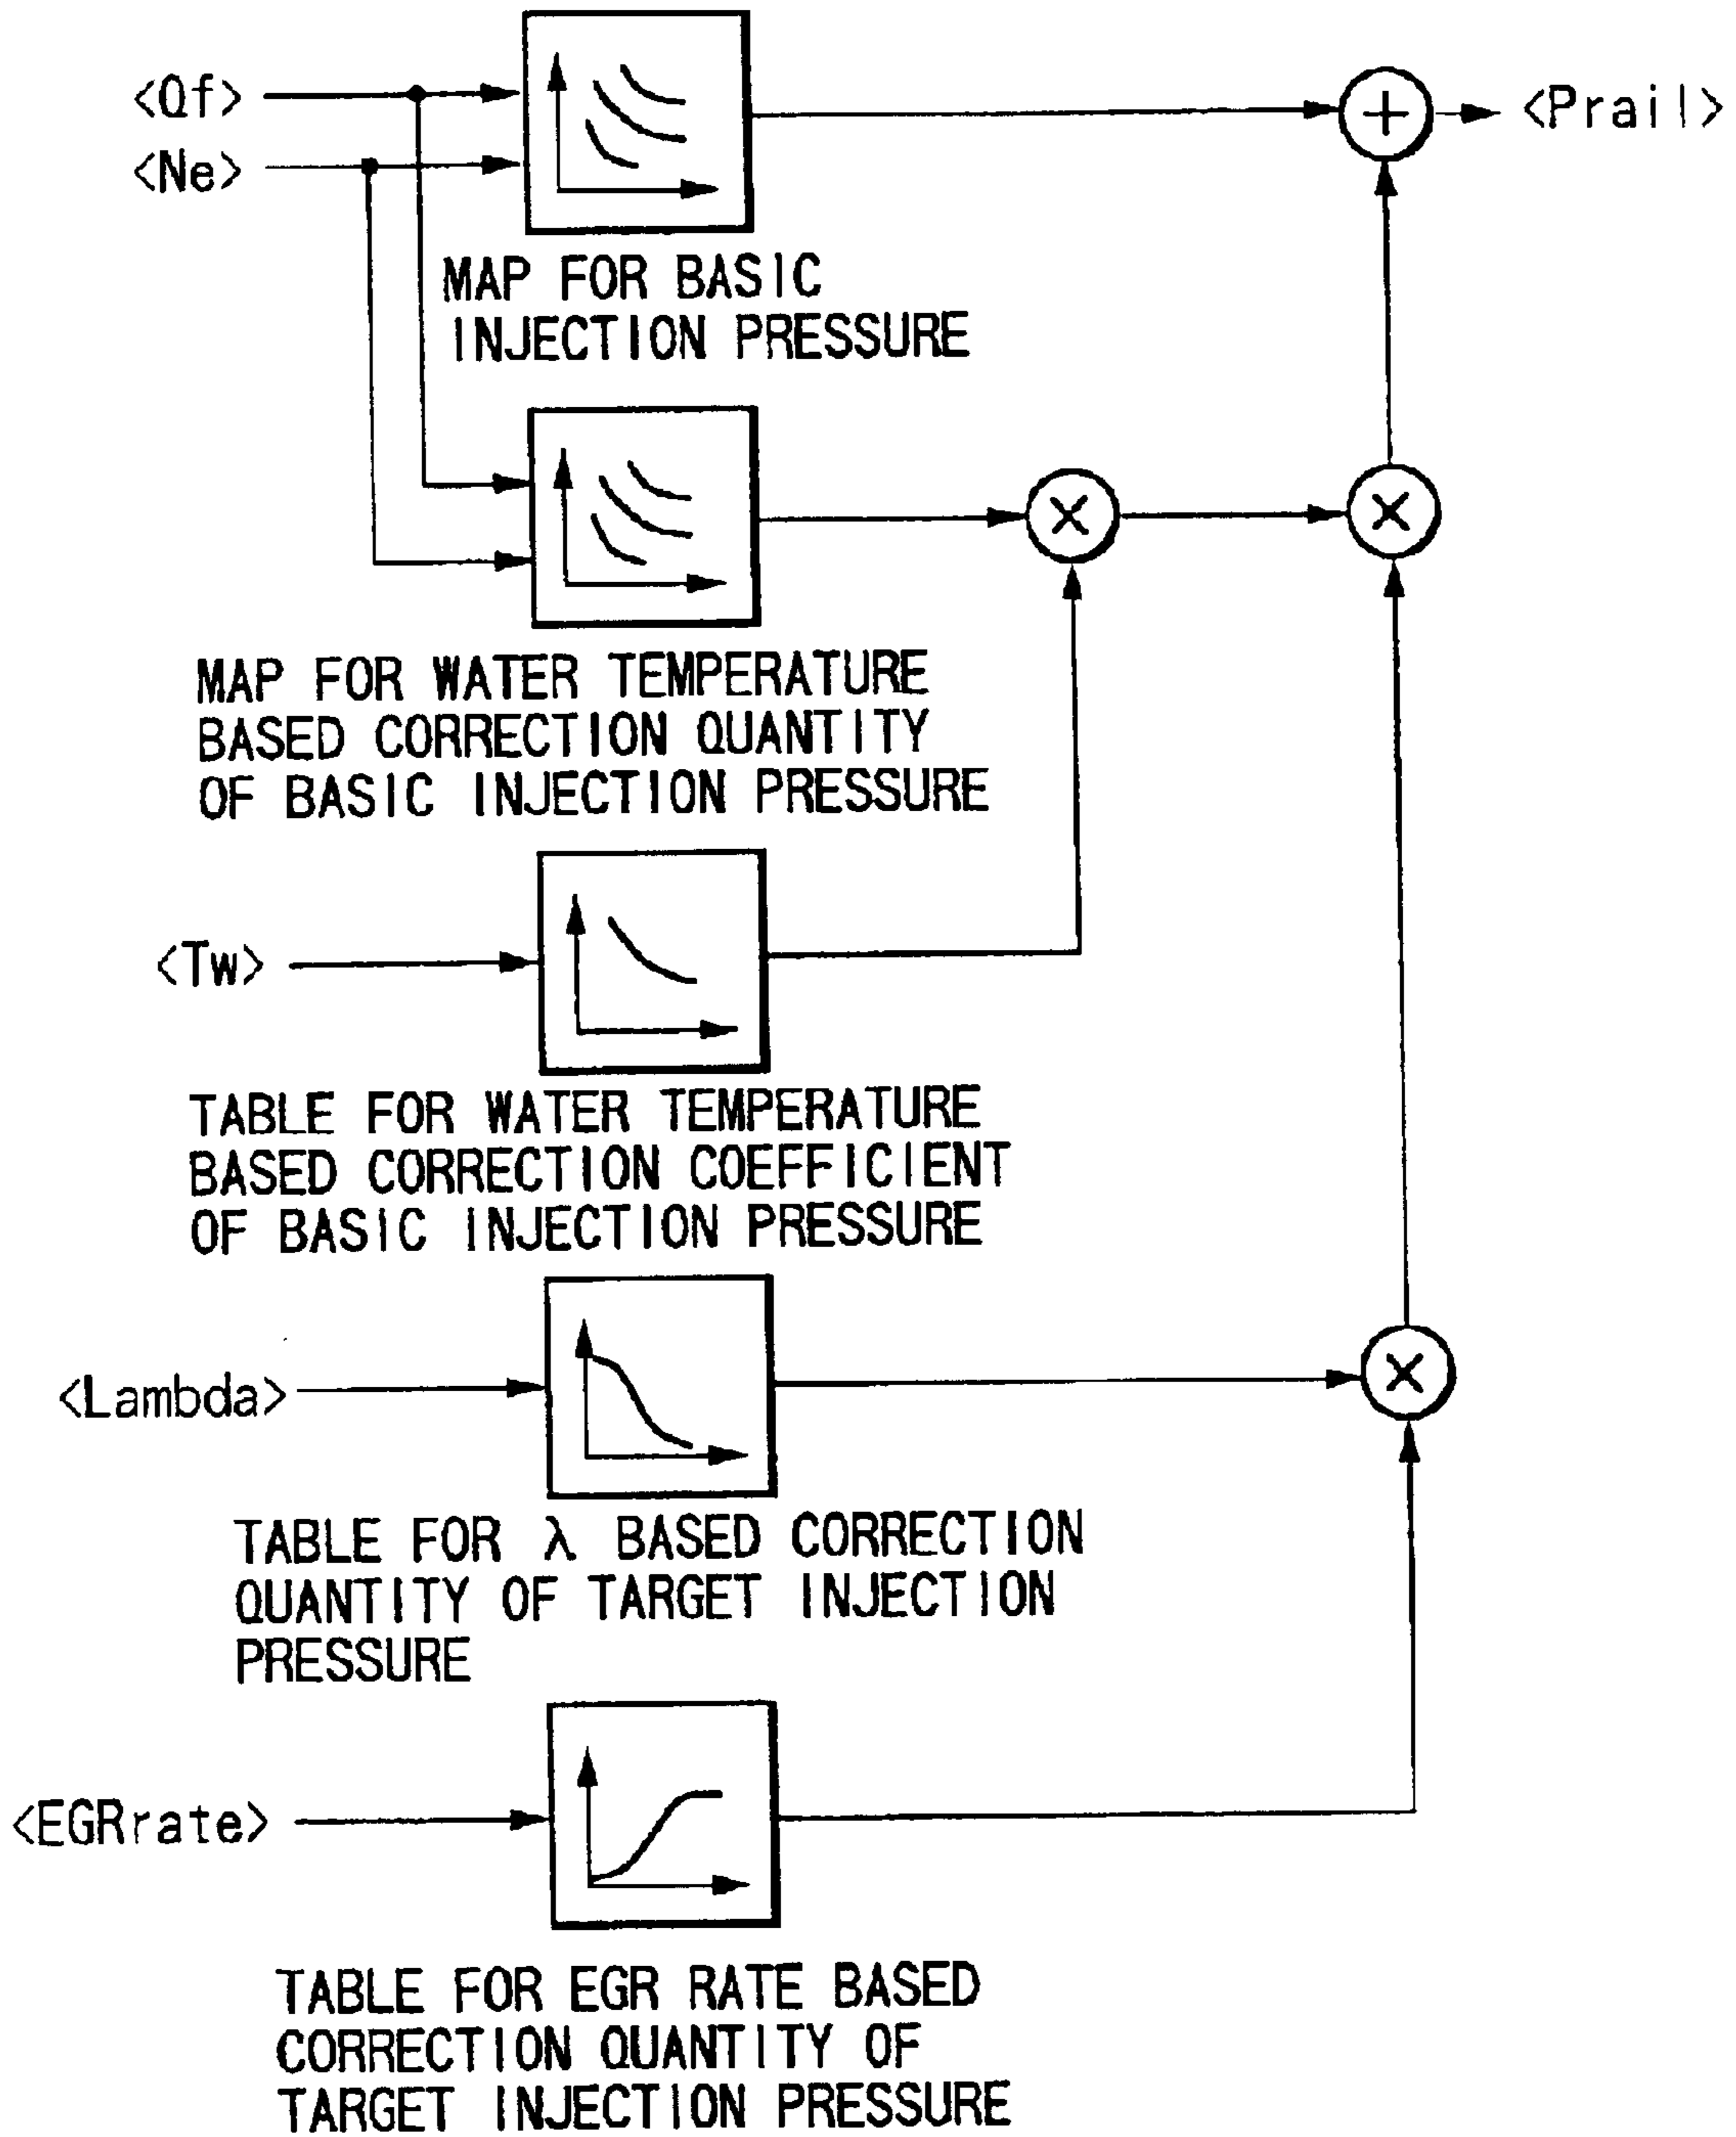 <Qf>
<Prail>
<Ne>
+
MAP FOR BASIC
INJECTION PRESSURE
×
×
MAP FOR WATER TEMPERATURE
BASED CORRECTION QUANTITY
OF BASIC INJECTION PRESSURE
<Tw>
TABLE FOR WATER TEMPERATURE
BASED CORRECTION COEFFICIENT
OF BASIC INJECTION PRESSURE
<Lambda>
×
TABLE FOR λ BASED CORRECTION
QUANTITY OF TARGET INJECTION
PRESSURE
<EGRrate>
TABLE FOR EGR RATE BASED
CORRECTION QUANTITY OF
TARGET INJECTION PRESSURE